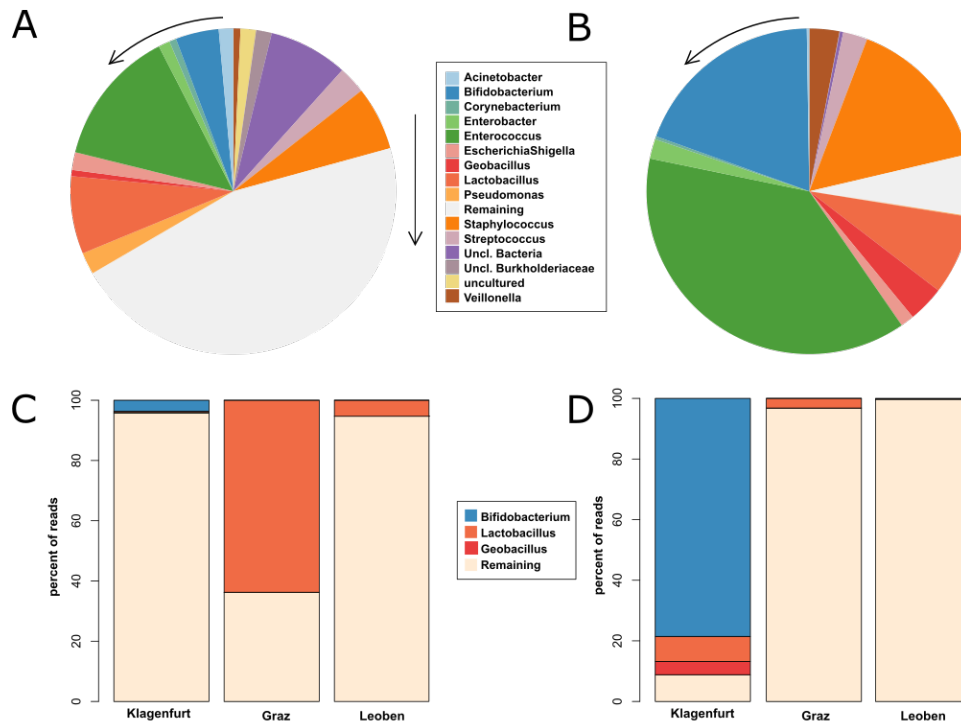 A
B
Acinetobacter
Bifidobacterium
Corynebacterium
Enterobacter
Enterococcus
EscherichiaShigella
Geobacillus
Lactobacillus
Pseudomonas
Remaining
Staphylococcus
Streptococcus
Uncl. Bacteria
Uncl. Burkholderiaceae
uncultured
Veillonella
C
percent of reads
0
20
40
60
80
100
Klagenfurt
Graz
Leoben
Bifidobacterium
Lactobacillus
Geobacillus
Remaining
D
percent of reads
0
20
40
60
80
100
Klagenfurt
Graz
Leoben